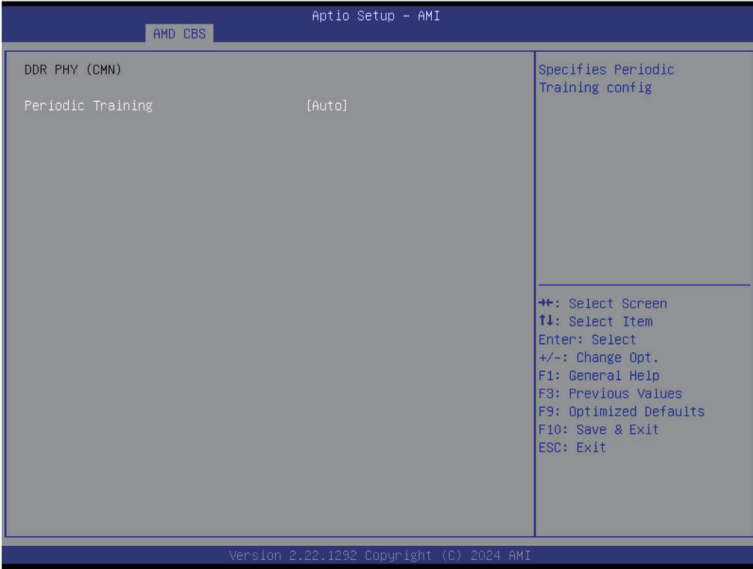 Aptio Setup - AMI
AMD CBS
DDR PHY (CMN)
Periodic Training [Auto]
Specifies Periodic
Training config
→←: Select Screen
↑↓: Select Item
Enter: Select
+/-: Change Opt.
F1: General Help
F3: Previous Values
F9: Optimized Defaults
F10: Save & Exit
ESC: Exit
Version 2.22.1292 Copyright (C) 2024 AMI